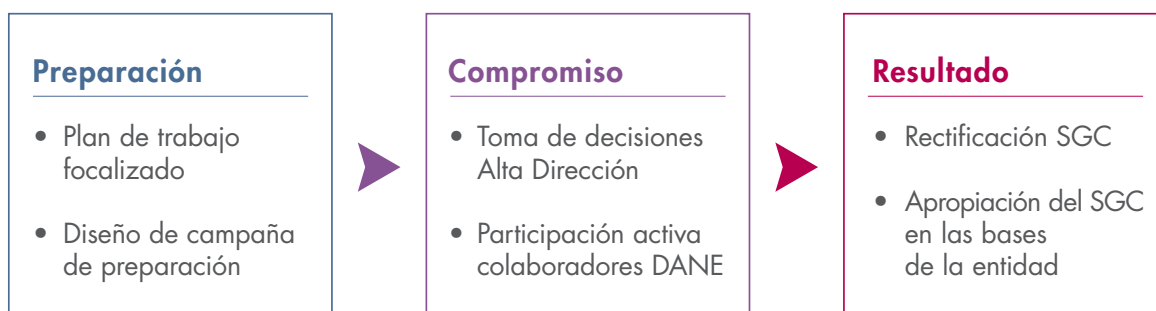 Preparación
• Plan de trabajo
focalizado
• Diseño de campaña
de preparación
Compromiso
• Toma de decisiones
Alta Dirección
• Participación activa
colaboradores DANE
Resultado
• Rectificación SGC
• Apropiación del SGC
en las bases
de la entidad